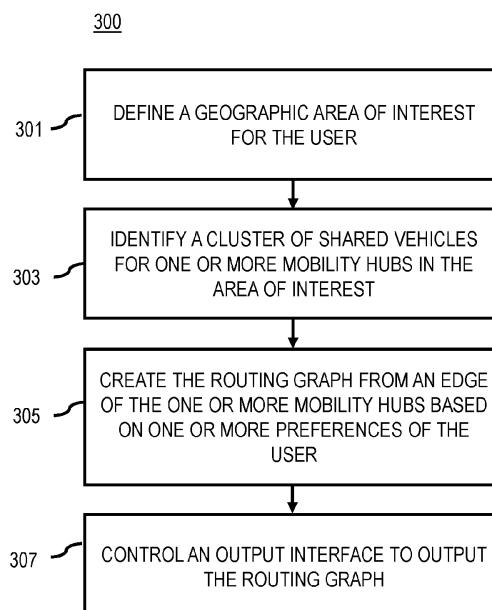 300
301
DEFINE A GEOGRAPHIC AREA OF INTEREST
FOR THE USER
303
IDENTIFY A CLUSTER OF SHARED VEHICLES
FOR ONE OR MORE MOBILITY HUBS IN THE
AREA OF INTEREST
305
CREATE THE ROUTING GRAPH FROM AN EDGE
OF THE ONE OR MORE MOBILITY HUBS BASED
ON ONE OR MORE PREFERENCES OF THE
USER
307
CONTROL AN OUTPUT INTERFACE TO OUTPUT
THE ROUTING GRAPH